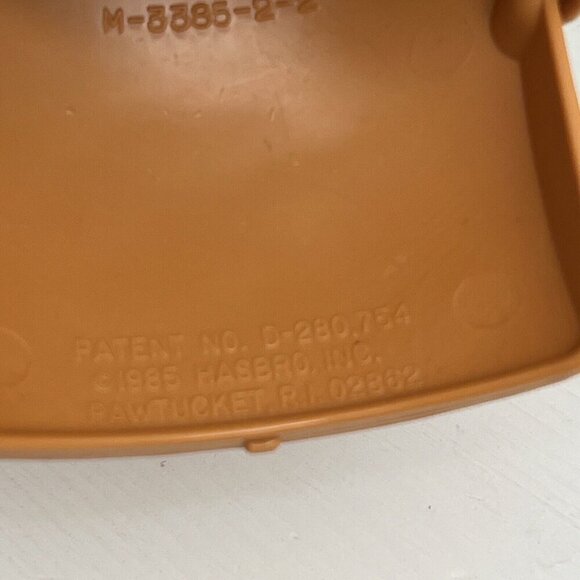 M-3385-2-2
PATENT NO. D-280,754
©1985 HASBRO, INC.
PAWTUCKET, R.I. 02862